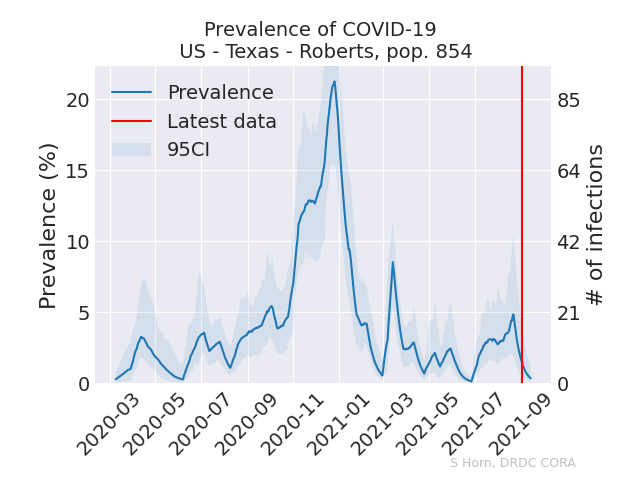 Prevalence of COVID-19
US - Texas - Roberts, pop. 854
Prevalence
Latest data
95CI
Prevalence (%)
20
15
10
5
0
85
64
42
21
0
# of infections
2020-03
2020-05
2020-07
2020-09
2020-11
2021-01
2021-03
2021-05
2021-07
2021-09
S Horn, DRDC CORA